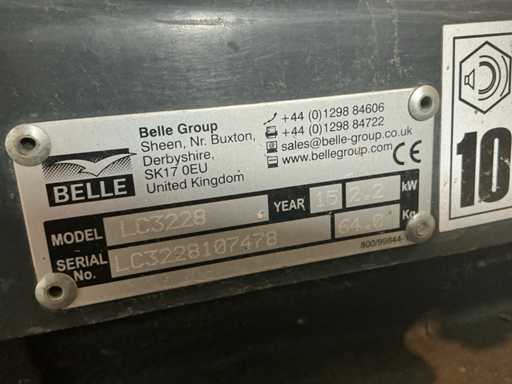 BELLE
Belle Group
Sheen, Nr. Buxton,
Derbyshire,
SK17 0EU
United Kingdom
+44 (0)1298 84606
+44 (0)1298 84722
sales@belle-group.co.uk
www.bellegroup.com
CE
MODEL LC3228 YEAR 15 2.2 kW
SERIAL No. LC3228107478 64.0 Kg
800/99844
10